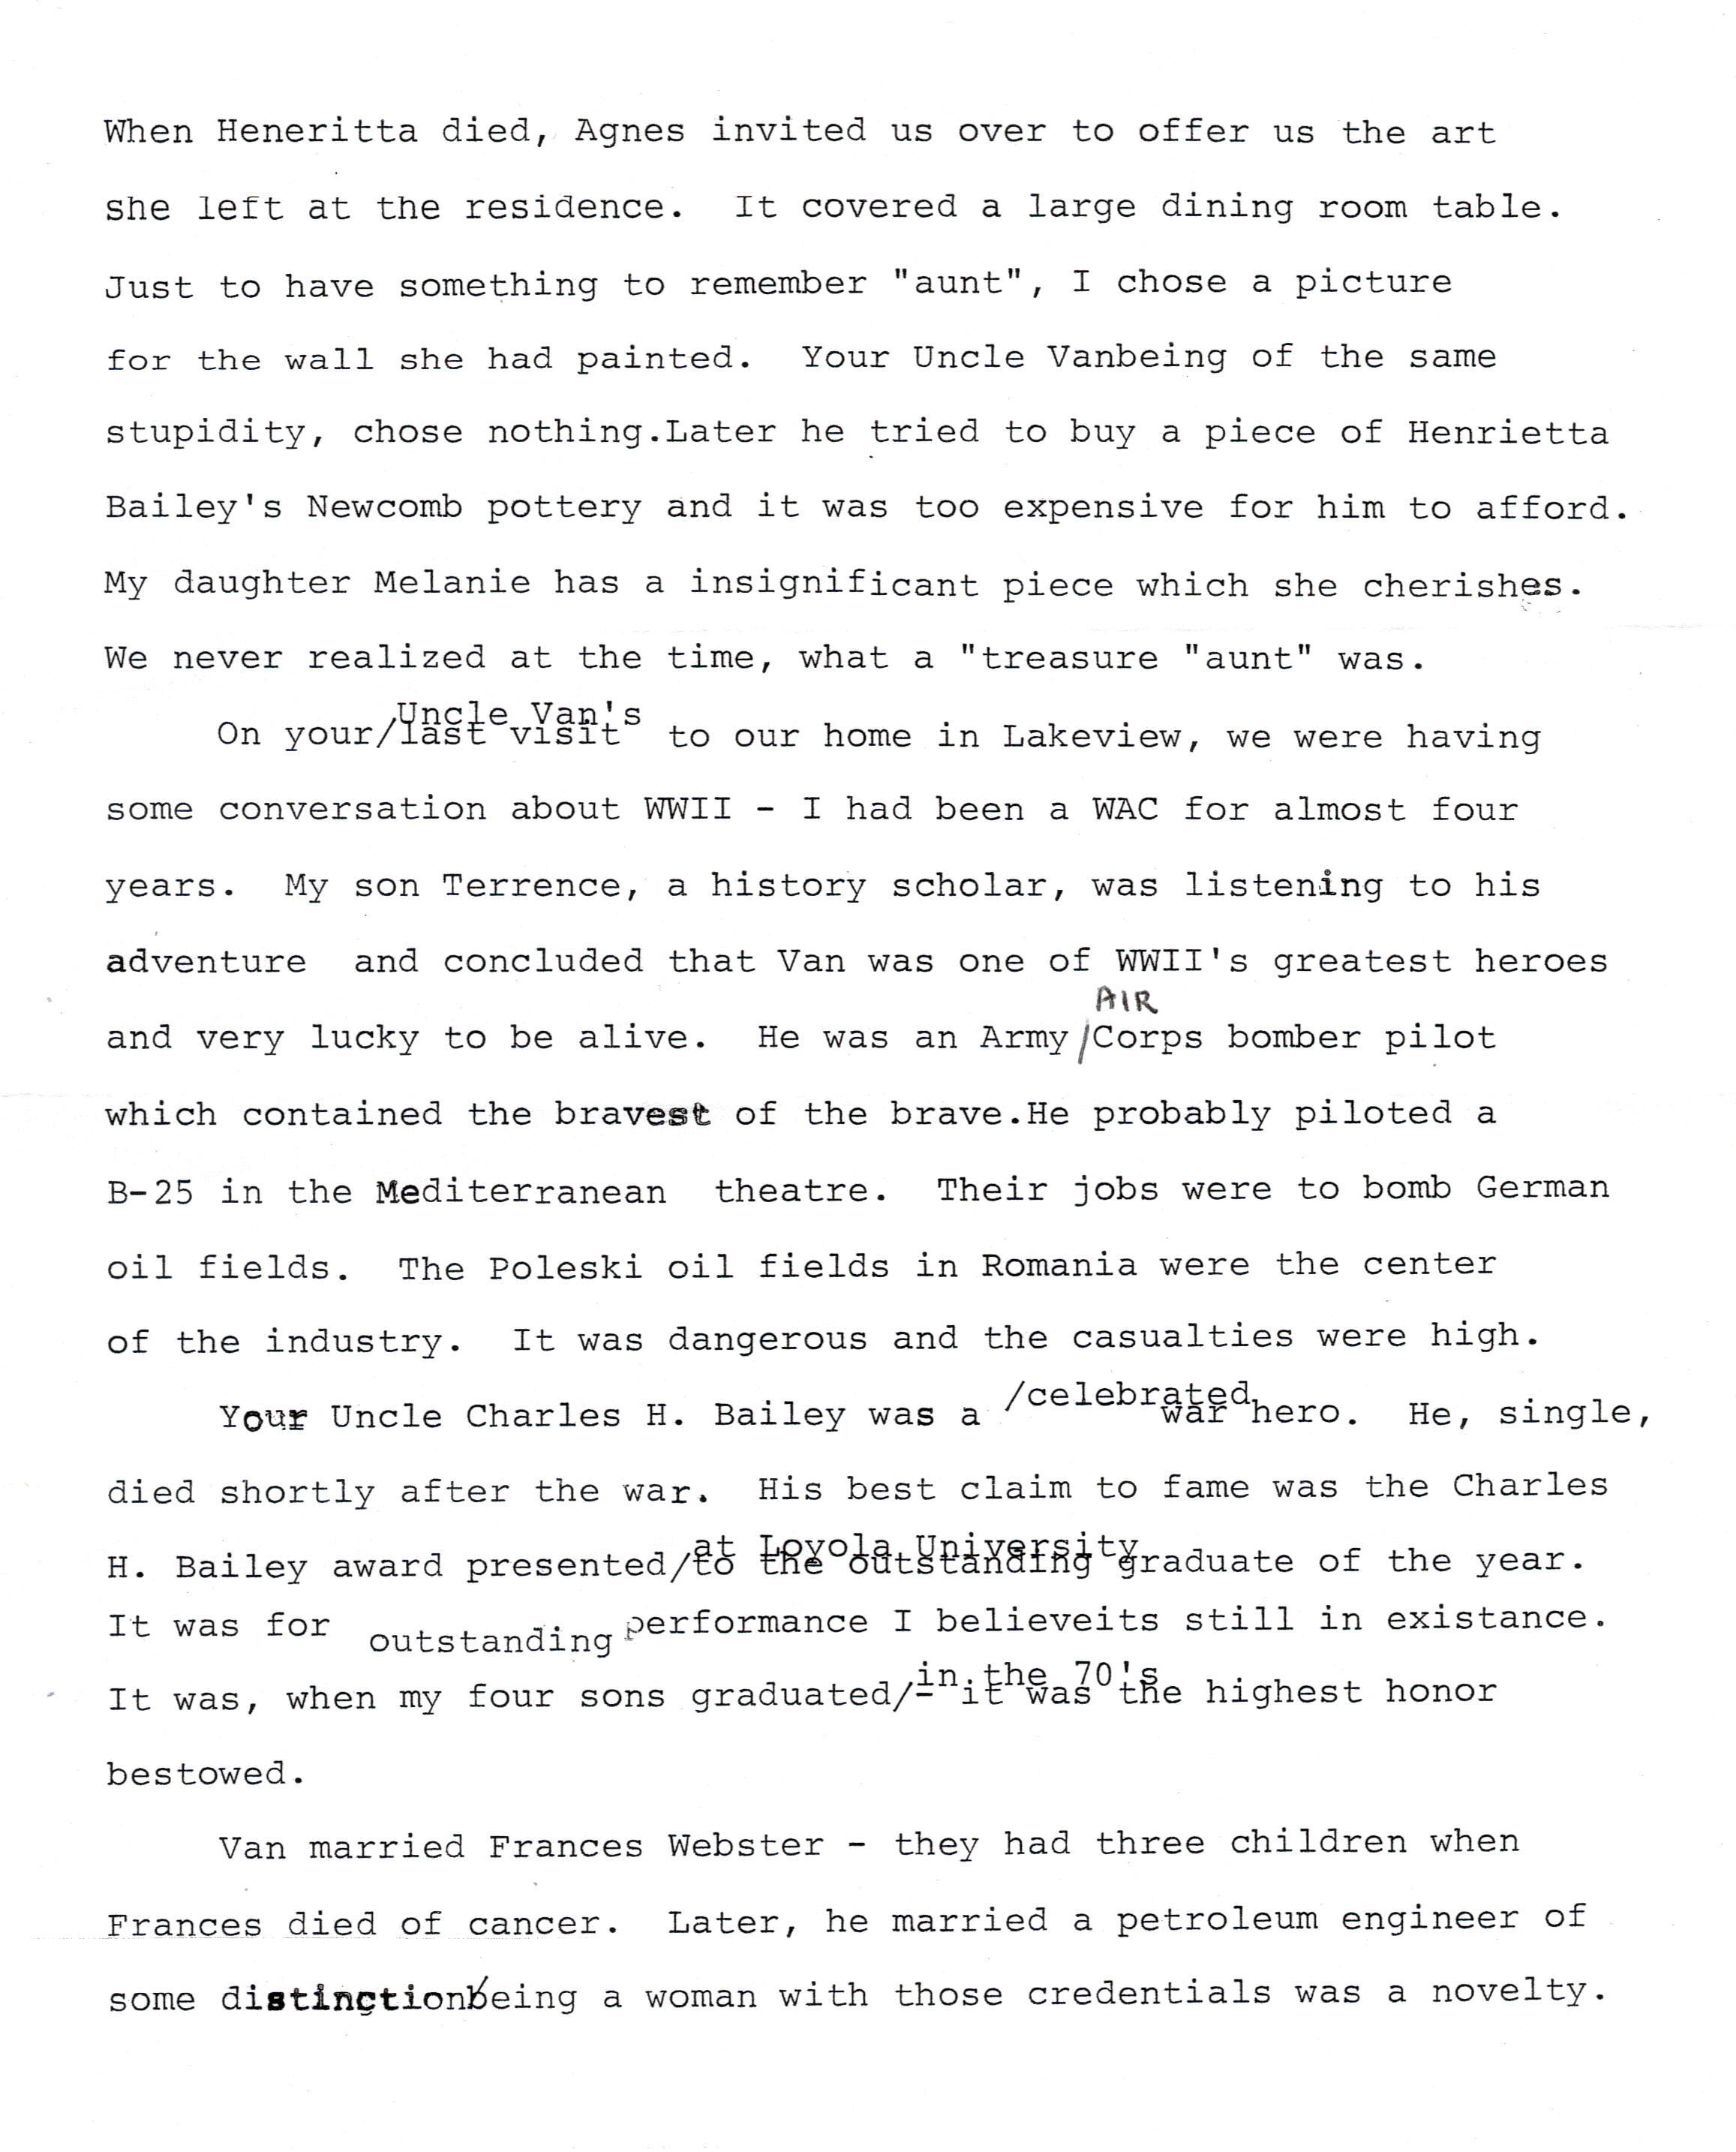 When Heneritta died, Agnes invited us over to offer us the art
she left at the residence.  It covered a large dining room table.
Just to have something to remember "aunt", I chose a picture
for the wall she had painted.  Your Uncle Vanbeing of the same
stupidity, chose nothing.Later he tried to buy a piece of Henrietta
Bailey's Newcomb pottery and it was too expensive for him to afford.
My daughter Melanie has a insignificant piece which she cherishes.
We never realized at the time, what a "treasure "aunt" was.
On your/Uncle Van's last visit to our home in Lakeview, we were having
some conversation about WWII - I had been a WAC for almost four
years.  My son Terrence, a history scholar, was listening to his
adventure  and concluded that Van was one of WWII's greatest heroes
and very lucky to be alive.  He was an Army/AIR Corps bomber pilot
which contained the bravest of the brave.He probably piloted a
B-25 in the Mediterranean  theatre.  Their jobs were to bomb German
oil fields.  The Poleski oil fields in Romania were the center
of the industry.  It was dangerous and the casualties were high.
Your Uncle Charles H. Bailey was a /celebrated war hero.  He, single,
died shortly after the war.  His best claim to fame was the Charles
H. Bailey award presented/at Loyola University to the outstanding graduate of the year.
It was for outstanding performance I believeits still in existance.
It was, when my four sons graduated/in the 70's - it was the highest honor
bestowed.
Van married Frances Webster - they had three children when
Frances died of cancer.  Later, he married a petroleum engineer of
some distinction/being a woman with those credentials was a novelty.